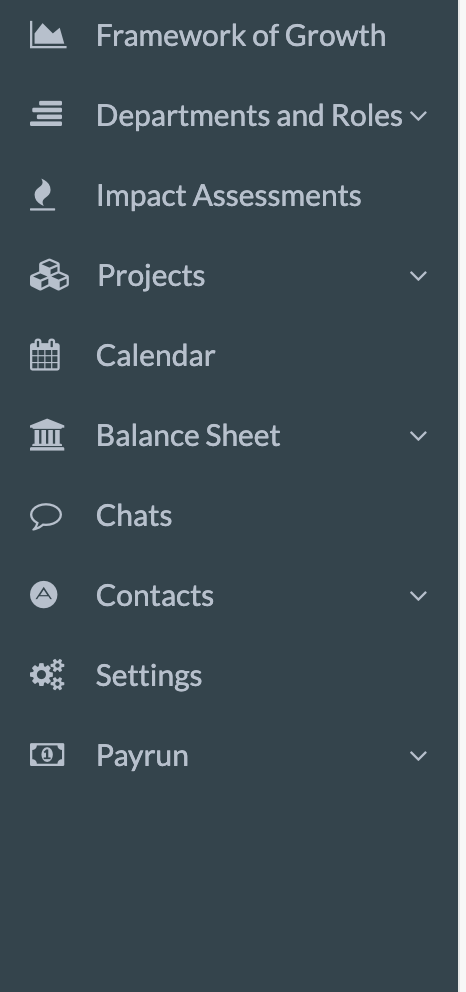 Framework of Growth
Departments and Roles
Impact Assessments
Projects
Calendar
Balance Sheet
Chats
Contacts
Settings
Payrun